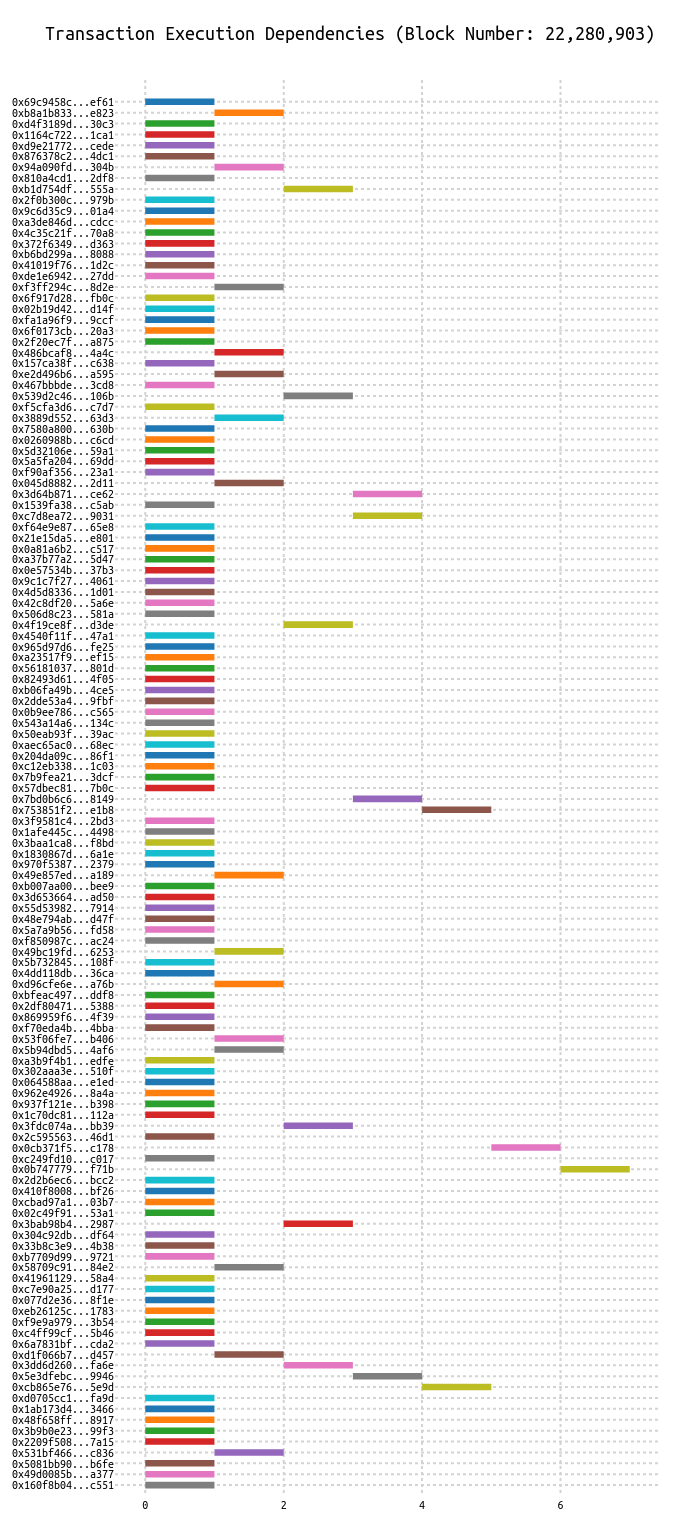 Transaction Execution Dependencies (Block Number: 22,280,903)
0x69c9458c...ef61
0xb8a1b833...e823
0xd4f3189d...30c3
0x1164c722...1ca1
0xd9e21772...cede
0x876378c2...4dc1
0x94a090fd...304b
0x810a4cd1...2df8
0xb1d754df...555a
0x2f0b300c...979b
0x9c6d35c9...01a4
0xa3de846d...cdcc
0x4c35c21f...70a8
0x372f6349...d363
0xb6bd299a...8088
0x41019f76...1d2c
0xde1e6942...27dd
0xf3ff294c...8d2e
0x6f917d28...fb0c
0x02b19d42...d14f
0xfa1a96f9...9ccf
0x6f0173cb...20a3
0x2f20ec7f...a875
0x486bcaf8...4a4c
0x157ca38f...c638
0xe2d496b6...a595
0x467bbbde...3cd8
0x539d2c46...106b
0xf5cfa3d6...c7d7
0x3889d552...63d3
0x7580a800...630b
0x0260988b...c6cd
0x5d32106e...59a1
0x5a5fa204...69dd
0xf90af356...23a1
0x045d8882...2d11
0x3d64b871...ce62
0x1539fa38...c5ab
0xc7d8ea72...9031
0xf64e9e87...65e8
0x21e15da5...e801
0x0a81a6b2...c517
0xa37b77a2...5d47
0x0e57534b...37b3
0x9c1c7f27...4061
0x4d5d8336...1d01
0x42c8df20...5a6e
0x506d8c23...581a
0x4f19ce8f...d3de
0x4540f11f...47a1
0x965d97d6...fe25
0xa23517f9...ef15
0x56181037...801d
0x82493d61...4f05
0xb06fa49b...4ce5
0x2dde53a4...9fbf
0x0b9ee786...c565
0x543a14a6...134c
0x50eab93f...39ac
0xaec65ac0...68ec
0x204da09c...86f1
0xc12eb338...1c03
0x7b9fea21...3dcf
0x57dbec81...7b0c
0x7bd0b6c6...8149
0x753851f2...e1b8
0x3f9581c4...2bd3
0x1afe445c...4498
0x3baa1ca8...f8bd
0x1830867d...6a1e
0x970f5387...2379
0x49e857ed...a189
0xb007aa00...bee9
0x3d653664...ad50
0x55d53982...7914
0x48e794ab...d47f
0x5a7a9b56...fd58
0xf850987c...ac24
0x49bc19fd...6253
0x5b732845...108f
0x4dd118db...36ca
0xd96cfe6e...a76b
0xbfeac497...ddf8
0x2df80471...5388
0x869959f6...4f39
0xf70eda4b...4bba
0x53f06fe7...b406
0x5b94dbd5...4af6
0xa3b9f4b1...edfe
0x302aaa3e...510f
0x064588aa...e1ed
0x962e4926...8a4a
0x937f121e...b398
0x1c70dc81...112a
0x3fdc074a...bb39
0x2c595563...46d1
0x0cb371f5...c178
0xc249fd10...c017
0x0b747779...f71b
0x2d2b6ec6...bcc2
0x410f8008...bf26
0xcbad97a1...03b7
0x02c49f91...53a1
0x3bab98b4...2987
0x304c92db...df64
0x33b8c3e9...4b38
0xb7709d99...9721
0x58709c91...84e2
0x41961129...58a4
0xc7e90a25...d177
0x077d2e36...8f1e
0xeb26125c...1783
0xf9e9a979...3b54
0xc4ff99cf...5b46
0x6a7831bf...cda2
0xd1f066b7...d457
0x3dd6d260...fa6e
0x5e3dfebc...9946
0xcb865e76...5e9d
0xd0705cc1...fa9d
0x1ab173d4...3466
0x48f658ff...8917
0x3b9b0e23...99f3
0x2209f508...7a15
0x531bf466...c836
0x5081bb90...b6fe
0x49d0085b...a377
0x160f8b04...c551
0 2 4 6